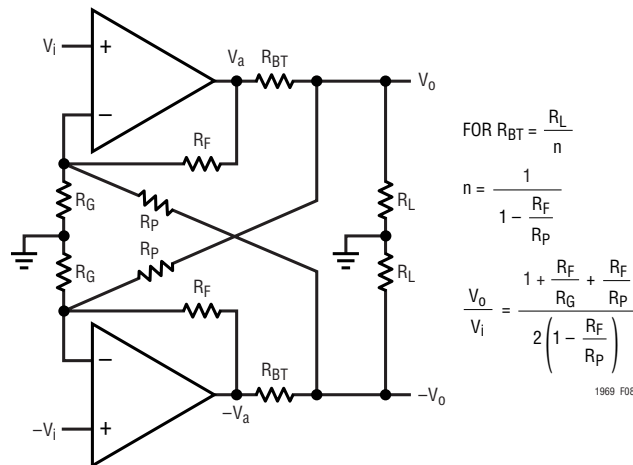 Vi
+
−
Va
RBT
Vo
RF
RG
RP
RL
RP
RG
RL
RF
−
+
−Vi
−Va
RBT
−Vo
FOR RBT = RL / n
n = 1 / (1 − RF / RP)
Vo / Vi = (1 + RF / RG + RF / RP) / (2 (1 − RF / RP))
1969 F08